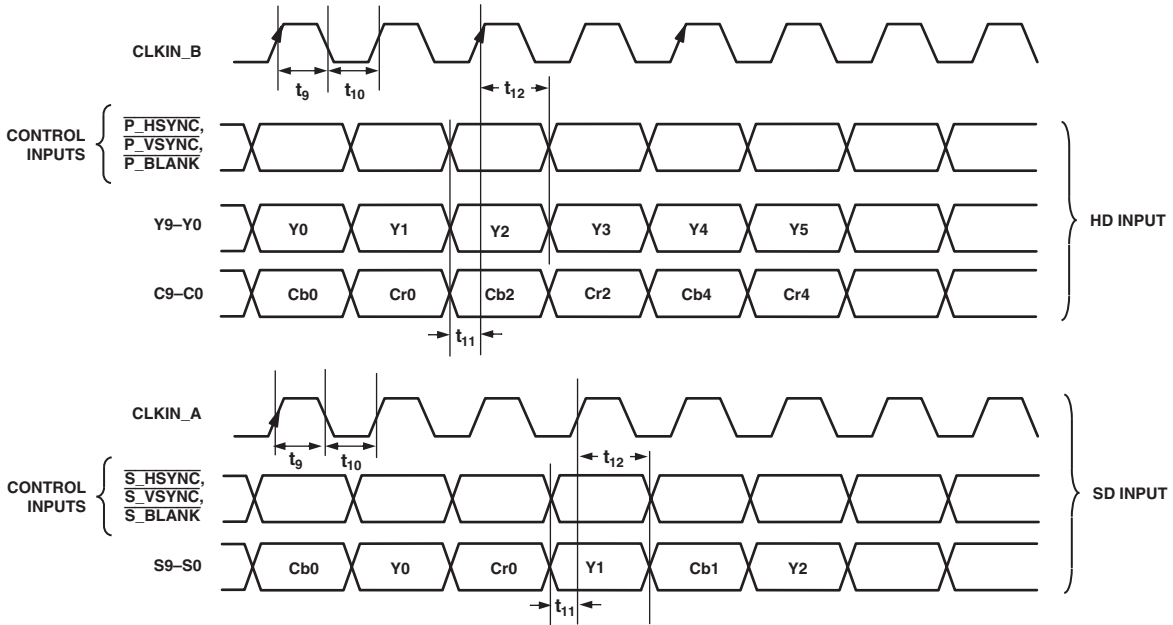 CLKIN_B
t9 t10 t12
CONTROL INPUTS
P_HSYNC,
P_VSYNC,
P_BLANK
Y9–Y0 Y0 Y1 Y2 Y3 Y4 Y5
HD INPUT
C9–C0 Cb0 Cr0 Cb2 Cr2 Cb4 Cr4
t11
CLKIN_A
t9 t10 t12
CONTROL INPUTS
S_HSYNC,
S_VSYNC,
S_BLANK
SD INPUT
S9–S0 Cb0 Y0 Cr0 Y1 Cb1 Y2
t11